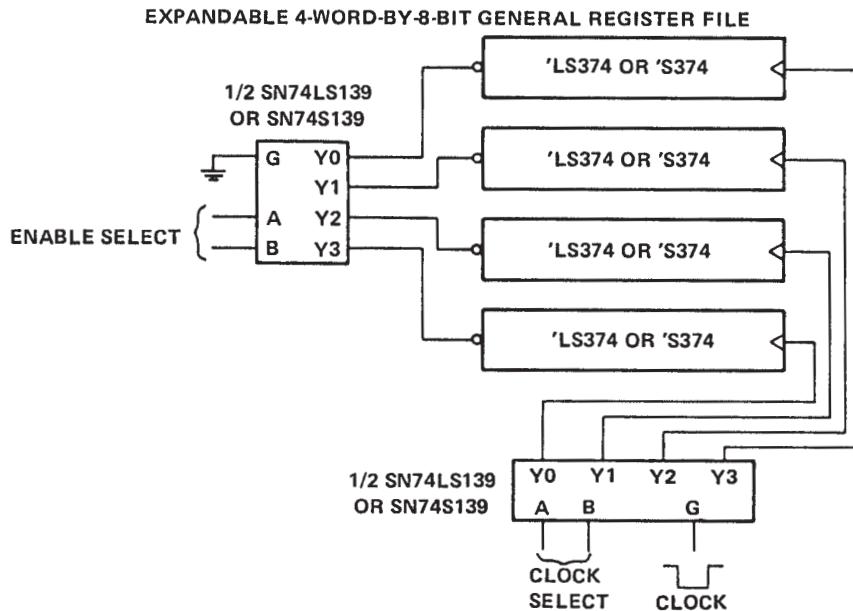 EXPANDABLE 4-WORD-BY-8-BIT GENERAL REGISTER FILE
'LS374 OR 'S374
1/2 SN74LS139
OR SN74S139
G Y0
Y1
A Y2
B Y3
ENABLE SELECT
'LS374 OR 'S374
'LS374 OR 'S374
'LS374 OR 'S374
1/2 SN74LS139
OR SN74S139
Y0 Y1 Y2 Y3
A B G
CLOCK
SELECT
CLOCK